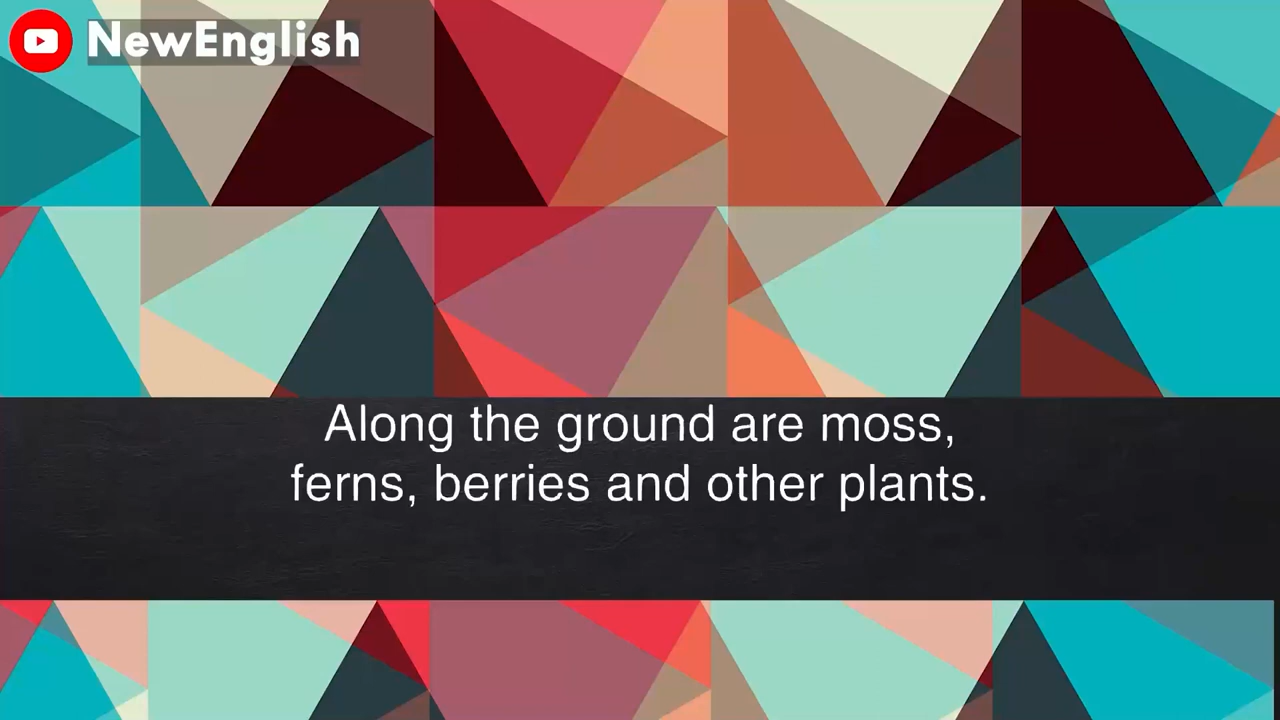 NewEnglish
Along the ground are moss,
ferns, berries and other plants.